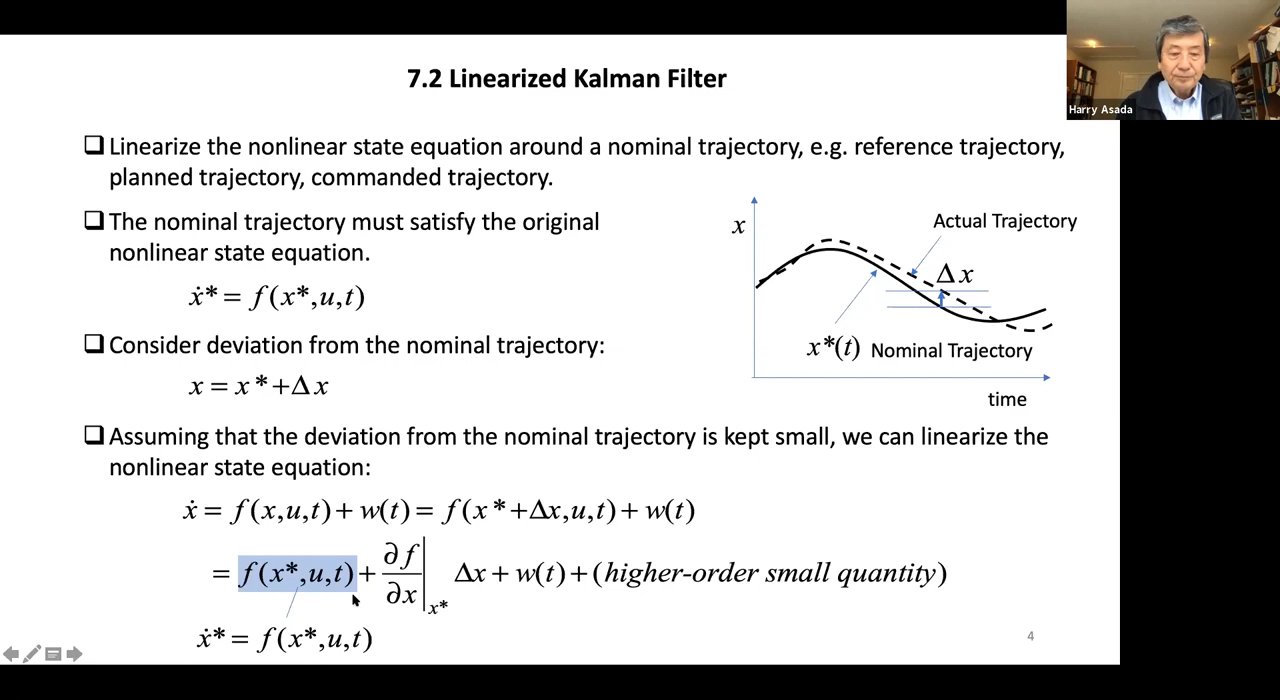 7.2 Linearized Kalman Filter
Harry Asada
❑ Linearize the nonlinear state equation around a nominal trajectory, e.g. reference trajectory,
planned trajectory, commanded trajectory.
❑ The nominal trajectory must satisfy the original
nonlinear state equation.
ẋ* = f(x*,u,t)
❑ Consider deviation from the nominal trajectory:
x = x*+Δx
x
Actual Trajectory
Δx
x*(t) Nominal Trajectory
time
❑ Assuming that the deviation from the nominal trajectory is kept small, we can linearize the
nonlinear state equation:
ẋ = f(x,u,t) + w(t) = f(x*+Δx,u,t) + w(t)
= f(x*,u,t) + ∂f/∂x|x* Δx + w(t) + (higher-order small quantity)
ẋ* = f(x*,u,t)
4